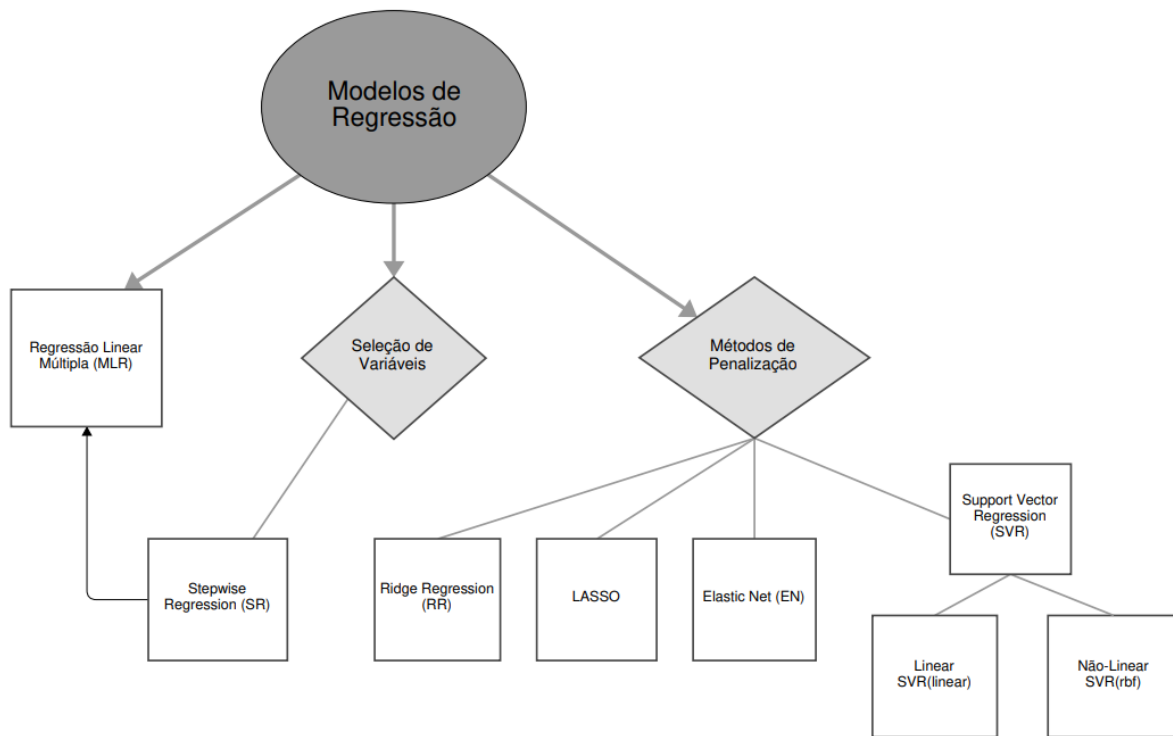 Modelos de
Regressão
Regressão Linear
Múltipla (MLR)
Seleção de
Variáveis
Métodos de
Penalização
Support Vector
Regression
(SVR)
Stepwise
Regression (SR)
Ridge Regression
(RR)
LASSO
Elastic Net (EN)
Linear
SVR(linear)
Não-Linear
SVR(rbf)